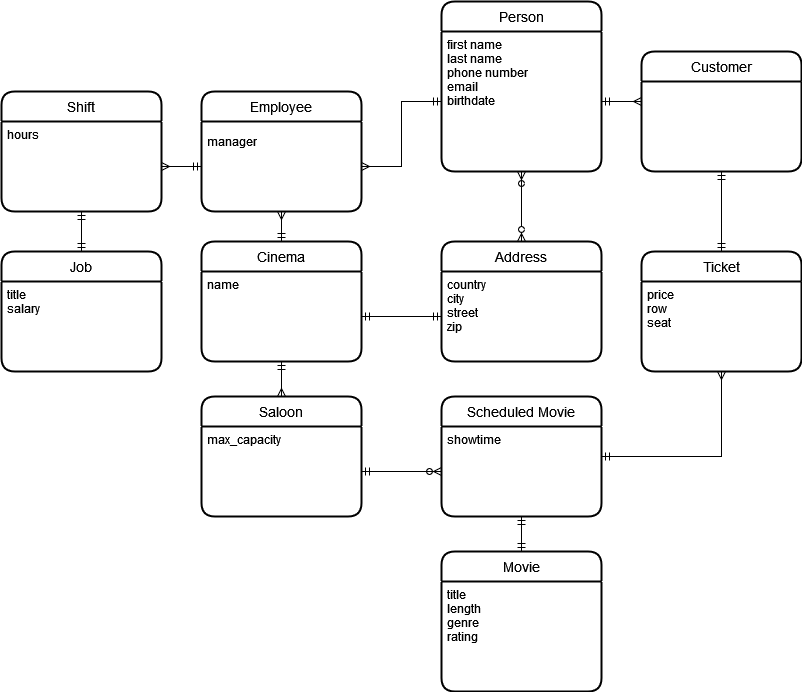 Person
first name
last name
phone number
email
birthdate
Customer
Shift
hours
Employee
manager
Job
title
salary
Cinema
name
Address
country
city
street
zip
Ticket
price
row
seat
Saloon
max_capacity
Scheduled Movie
showtime
Movie
title
length
genre
rating